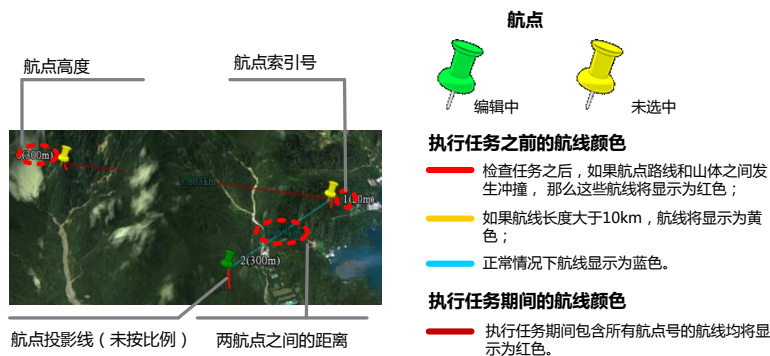 航点
航点高度
航点索引号
编辑中
未选中
(300m)
3.803km
1(20m)
2(300m)
航点投影线（未按比例）
两航点之间的距离
执行任务之前的航线颜色
检查任务之后，如果航点路线和山体之间发
生冲撞， 那么这些航线将显示为红色；
如果航线长度大于10km，航线将显示为黄
色；
正常情况下航线显示为蓝色。
执行任务期间的航线颜色
执行任务期间包含所有航点号的航线均将显
示为红色。